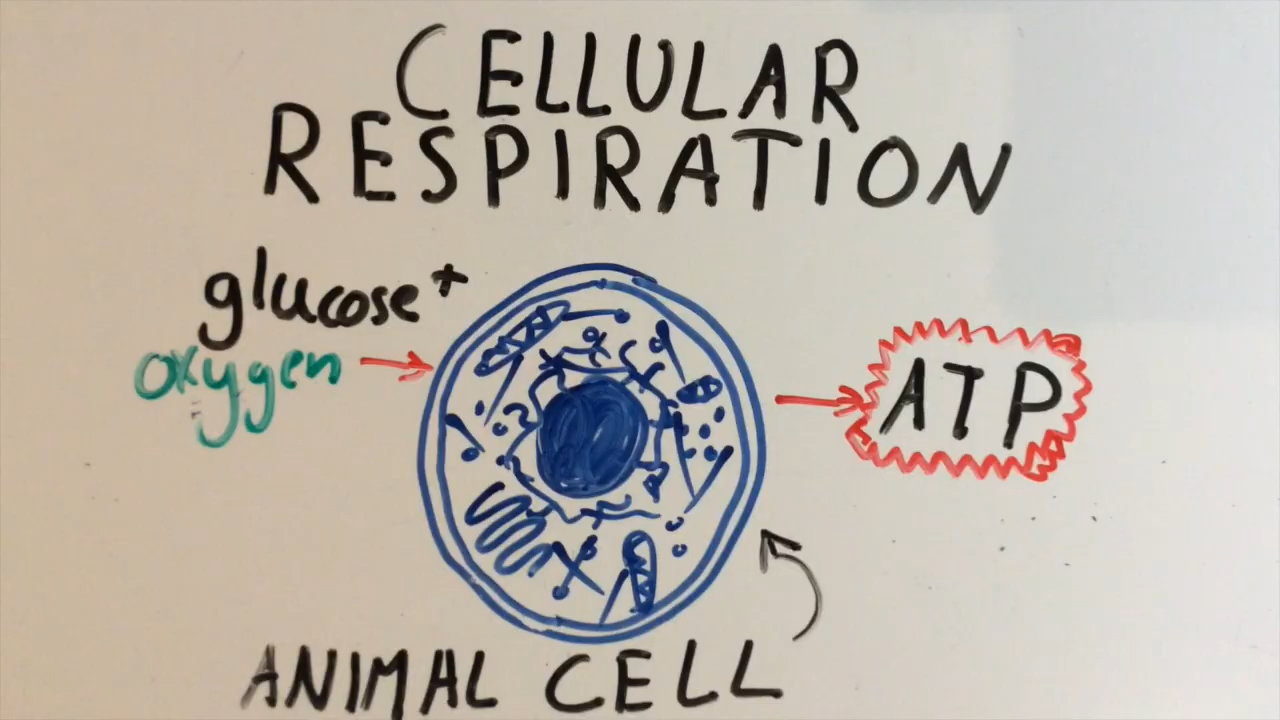 CELLULAR
RESPIRATION
glucose +
oxygen
ATP
ANIMAL CELL